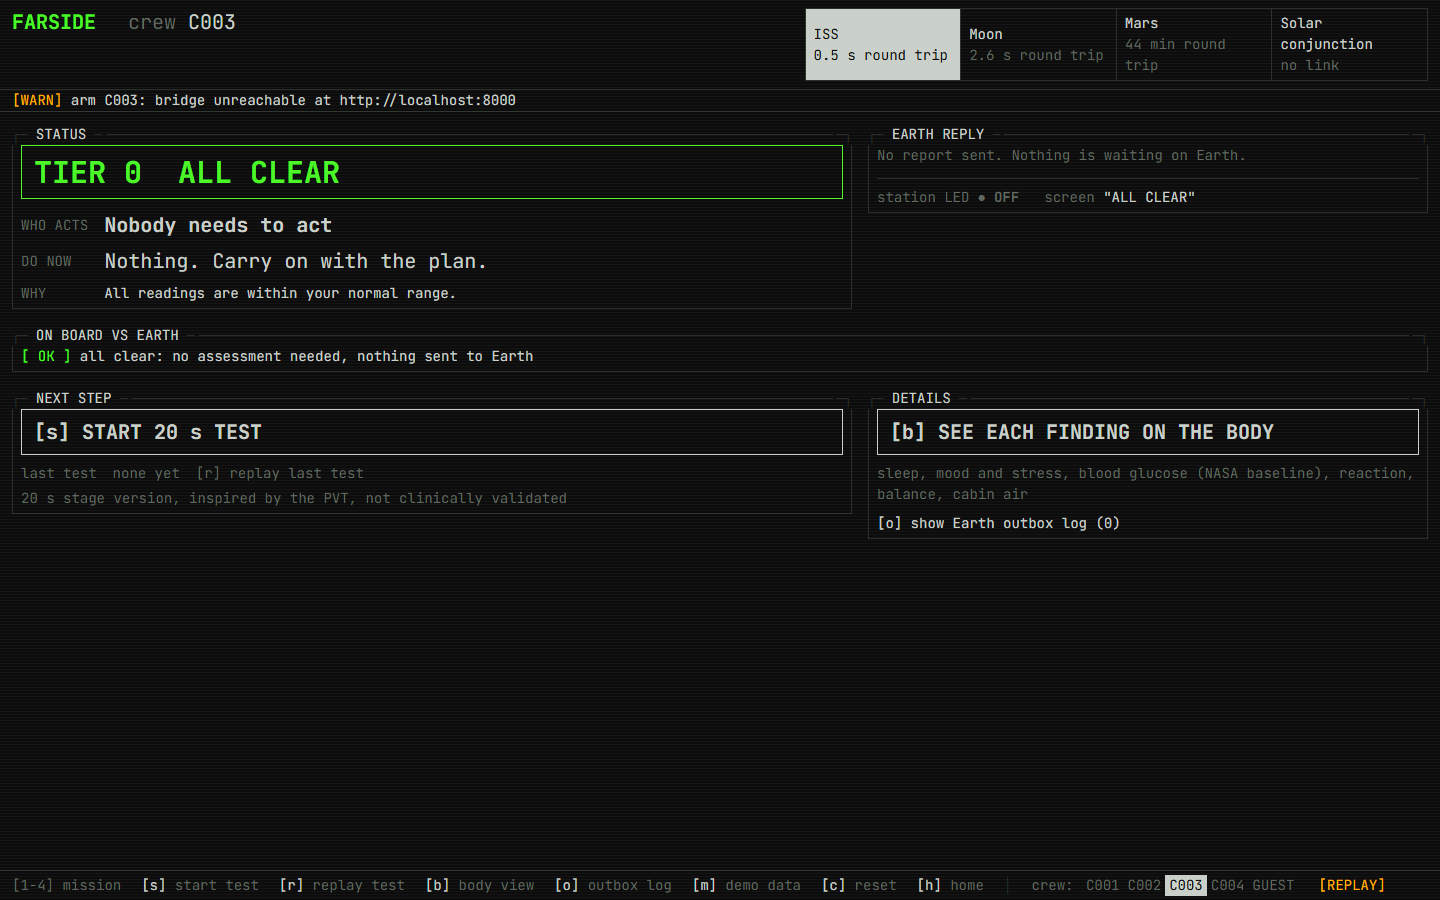 FARSIDE crew C003
ISS
0.5 s round trip
Moon
2.6 s round trip
Mars
44 min round
trip
Solar
conjunction
no link
[WARN] arm C003: bridge unreachable at http://localhost:8000
STATUS
TIER 0 ALL CLEAR
WHO ACTS Nobody needs to act
DO NOW Nothing. Carry on with the plan.
WHY All readings are within your normal range.
EARTH REPLY
No report sent. Nothing is waiting on Earth.
station LED ● OFF screen "ALL CLEAR"
ON BOARD VS EARTH
[ OK ] all clear: no assessment needed, nothing sent to Earth
NEXT STEP
[s] START 20 s TEST
last test none yet [r] replay last test
20 s stage version, inspired by the PVT, not clinically validated
DETAILS
[b] SEE EACH FINDING ON THE BODY
sleep, mood and stress, blood glucose (NASA baseline), reaction,
balance, cabin air
[o] show Earth outbox log (0)
[1-4] mission [s] start test [r] replay test [b] body view [o] outbox log [m] demo data [c] reset [h] home crew: C001 C002 C003 C004 GUEST [REPLAY]